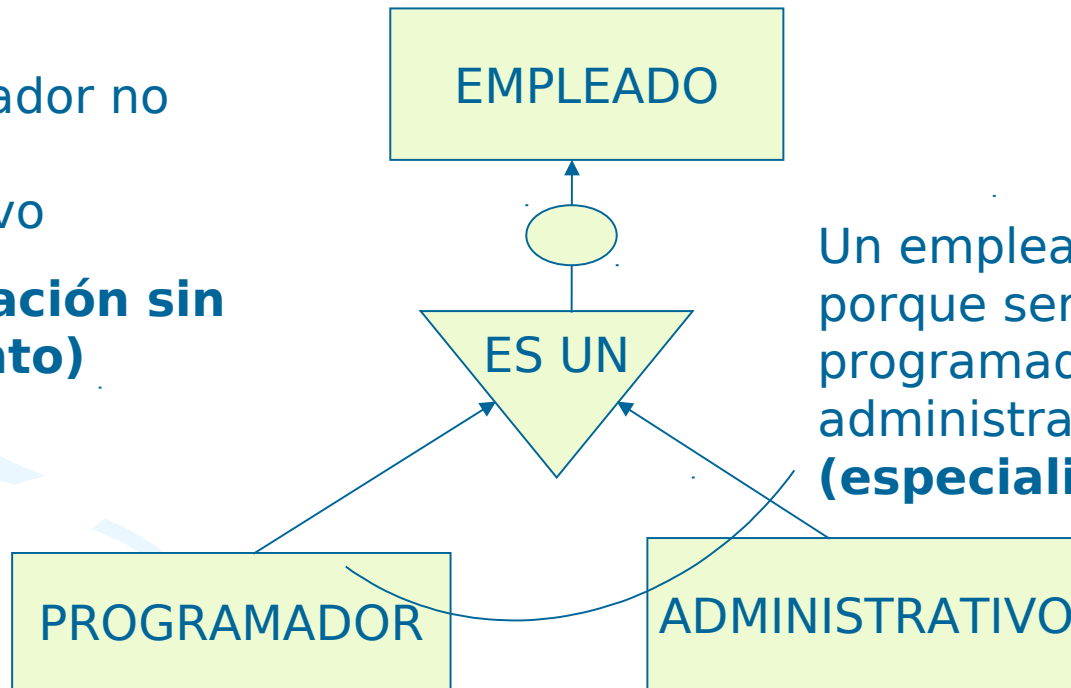 EMPLEADO
ador no
vo
ación sin
nto)
ES UN
Un emplea
porque ser
programad
administra
(especiali
PROGRAMADOR
ADMINISTRATIVO